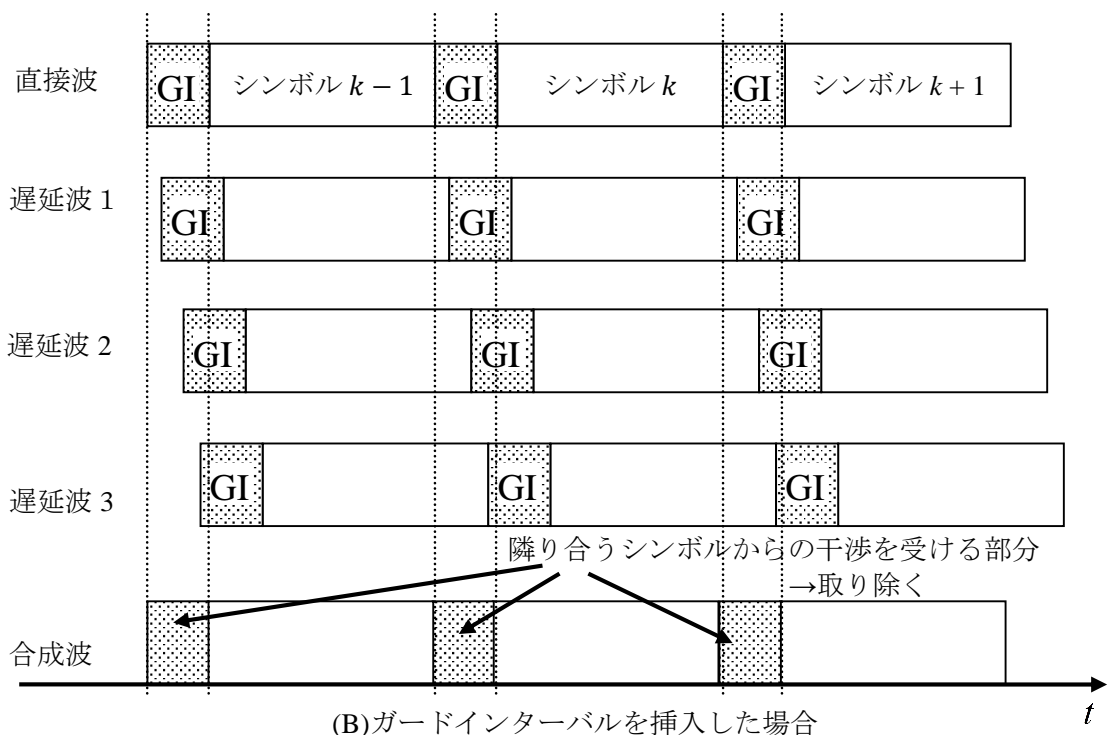 直接波 GI シンボル k − 1 GI シンボル k GI シンボル k + 1
遅延波 1 GI GI GI
遅延波 2 GI GI GI
遅延波 3 GI GI GI
隣り合うシンボルからの干渉を受ける部分
→取り除く
合成波
t
(B)ガードインターバルを挿入した場合